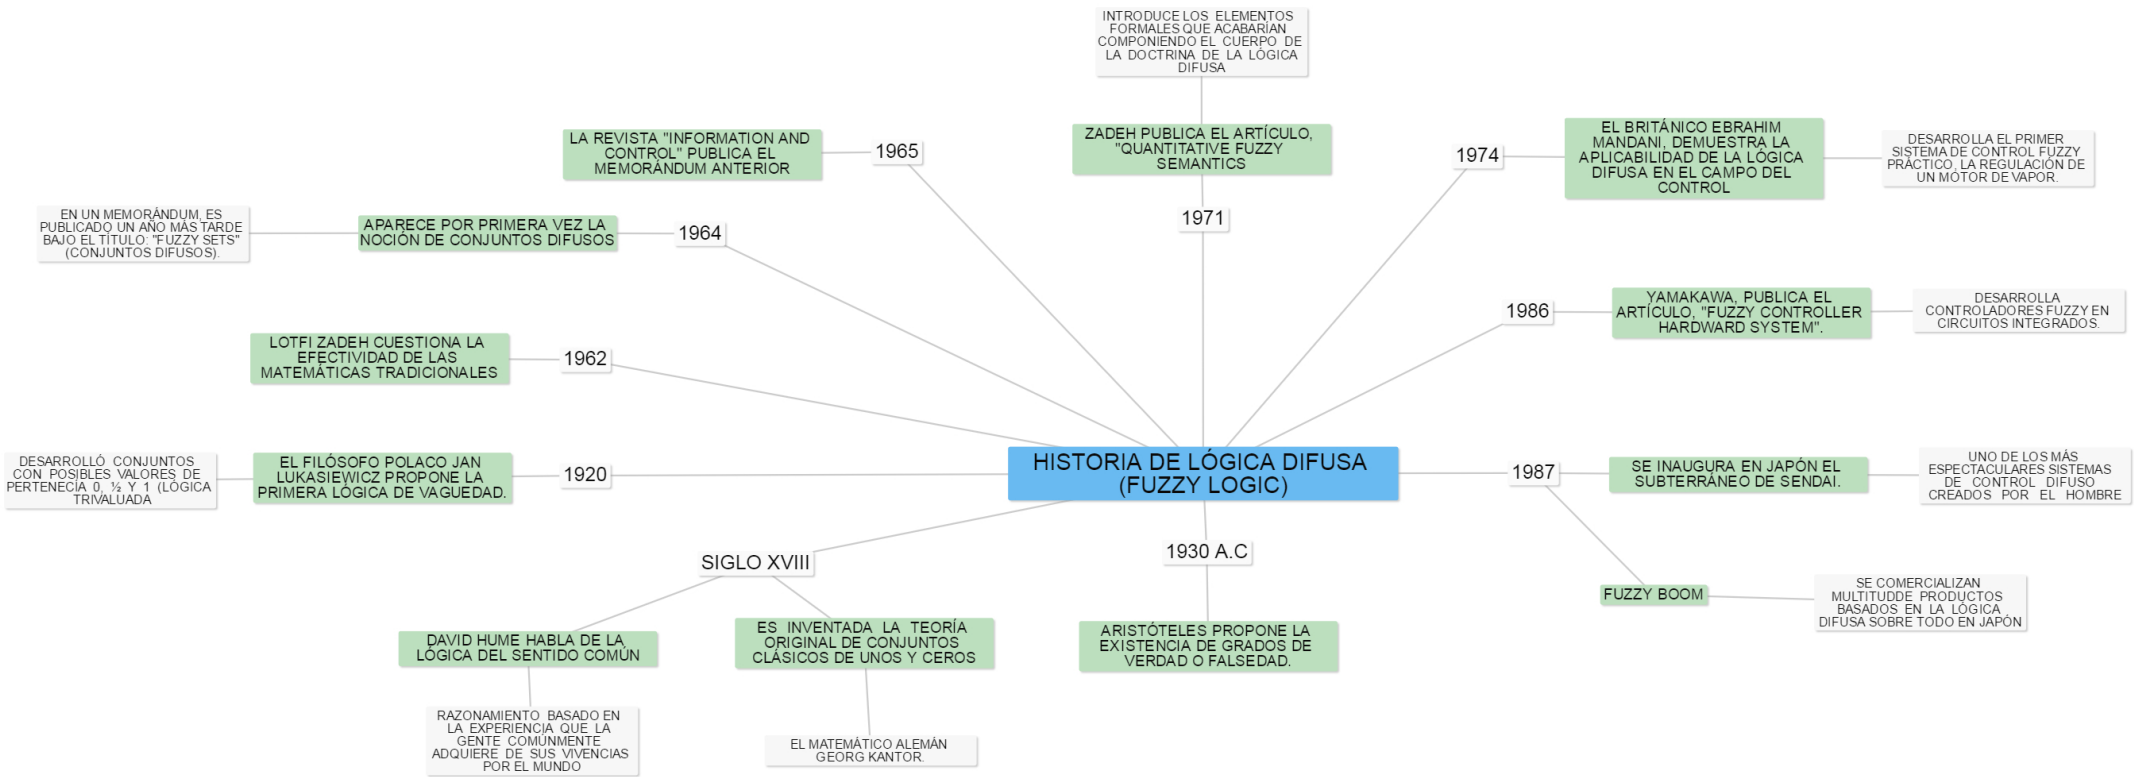 HISTORIA DE LÓGICA DIFUSA
(FUZZY LOGIC)
1930 A.C
ARISTÓTELES PROPONE LA
EXISTENCIA DE GRADOS DE
VERDAD O FALSEDAD.
SIGLO XVIII
DAVID HUME HABLA DE LA
LÓGICA DEL SENTIDO COMÚN
RAZONAMIENTO BASADO EN
LA EXPERIENCIA QUE LA
GENTE COMÚNMENTE
ADQUIERE DE SUS VIVENCIAS
POR EL MUNDO
ES INVENTADA LA TEORÍA
ORIGINAL DE CONJUNTOS
CLÁSICOS DE UNOS Y CEROS
EL MATEMÁTICO ALEMÁN
GEORG KANTOR.
1920
EL FILÓSOFO POLACO JAN
LUKASIEWICZ PROPONE LA
PRIMERA LÓGICA DE VAGUEDAD.
DESARROLLÓ CONJUNTOS
CON POSIBLES VALORES DE
PERTENECÍA 0, ½ Y 1 (LÓGICA
TRIVALUADA
1962
LOTFI ZADEH CUESTIONA LA
EFECTIVIDAD DE LAS
MATEMÁTICAS TRADICIONALES
1964
APARECE POR PRIMERA VEZ LA
NOCIÓN DE CONJUNTOS DIFUSOS
EN UN MEMORÁNDUM, ES
PUBLICADO UN AÑO MÁS TARDE
BAJO EL TÍTULO: "FUZZY SETS"
(CONJUNTOS DIFUSOS).
1965
LA REVISTA "INFORMATION AND
CONTROL" PUBLICA EL
MEMORÁNDUM ANTERIOR
1971
ZADEH PUBLICA EL ARTÍCULO,
"QUANTITATIVE FUZZY
SEMANTICS
INTRODUCE LOS ELEMENTOS
FORMALES QUE ACABARÍAN
COMPONIENDO EL CUERPO DE
LA DOCTRINA DE LA LÓGICA
DIFUSA
1974
EL BRITÁNICO EBRAHIM
MANDANI, DEMUESTRA LA
APLICABILIDAD DE LA LÓGICA
DIFUSA EN EL CAMPO DEL
CONTROL
DESARROLLA EL PRIMER
SISTEMA DE CONTROL FUZZY
PRÁCTICO, LA REGULACIÓN DE
UN MOTOR DE VAPOR.
1986
YAMAKAWA, PUBLICA EL
ARTÍCULO, "FUZZY CONTROLLER
HARDWARD SYSTEM".
DESARROLLA
CONTROLADORES FUZZY EN
CIRCUITOS INTEGRADOS.
1987
SE INAUGURA EN JAPÓN EL
SUBTERRÁNEO DE SENDAI.
UNO DE LOS MÁS
ESPECTACULARES SISTEMAS
DE CONTROL DIFUSO
CREADOS POR EL HOMBRE
FUZZY BOOM
SE COMERCIALIZAN
MULTITUDDE PRODUCTOS
BASADOS EN LA LÓGICA
DIFUSA SOBRE TODO EN JAPÓN